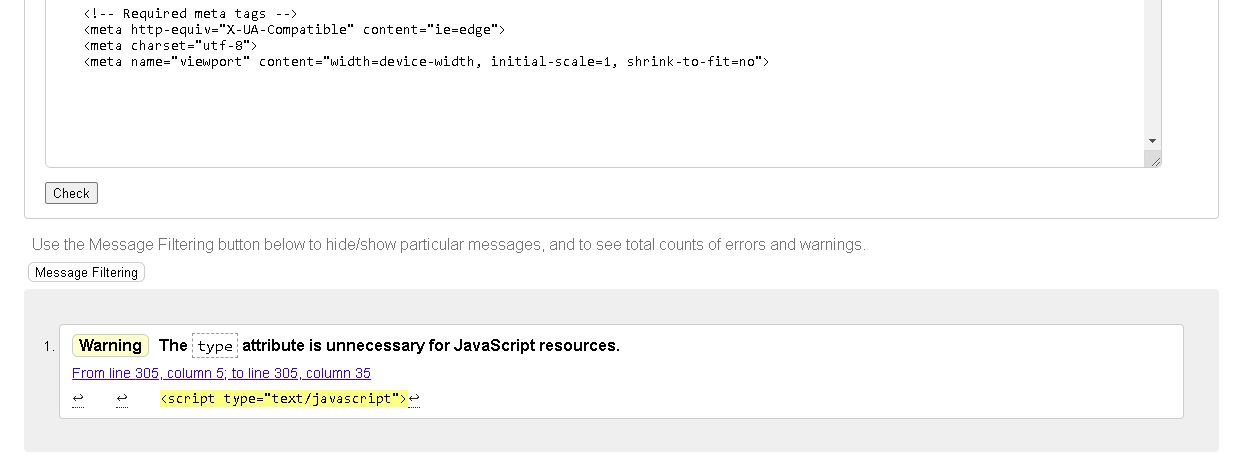 <!-- Required meta tags -->
<meta http-equiv="X-UA-Compatible" content="ie=edge">
<meta charset="utf-8">
<meta name="viewport" content="width=device-width, initial-scale=1, shrink-to-fit=no">
Check
Use the Message Filtering button below to hide/show particular messages, and to see total counts of errors and warnings.
Message Filtering
1. Warning The type attribute is unnecessary for JavaScript resources.
From line 305, column 5; to line 305, column 35
↩ ↩ <script type="text/javascript">↩